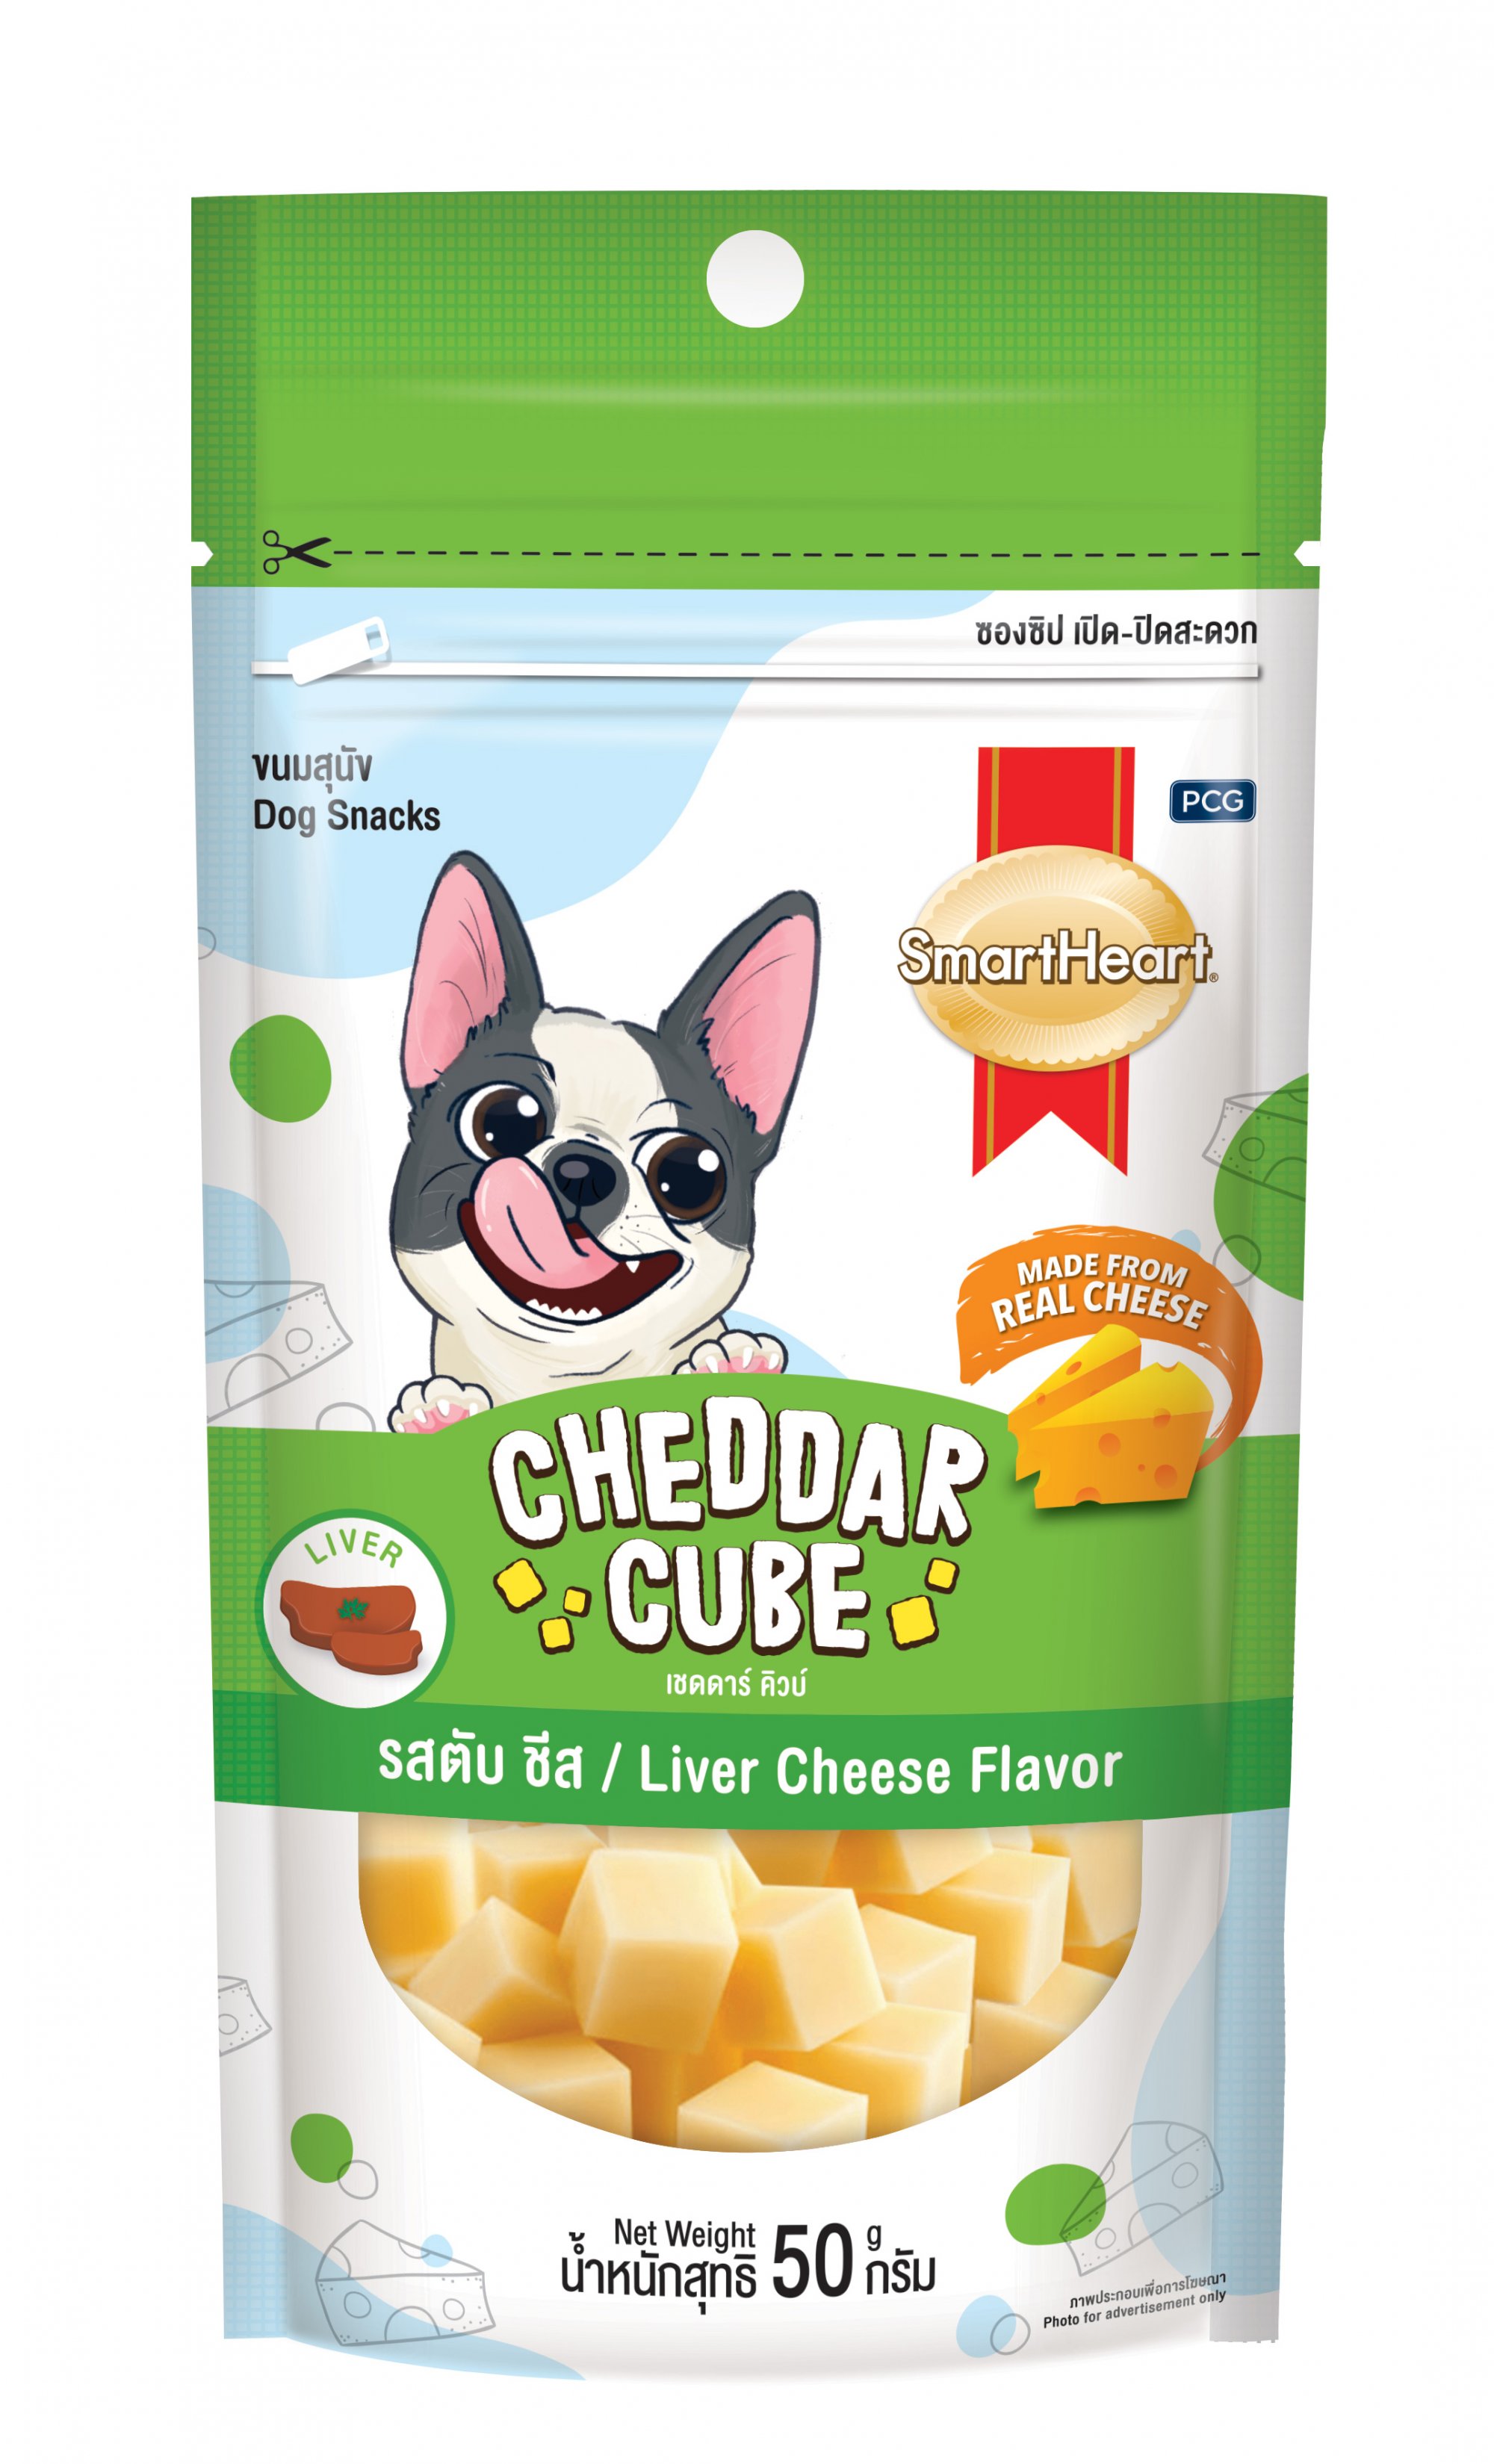 ซองซิป เปิด-ปิดสะดวก
ขนมสุนัข
Dog Snacks
PCG
SmartHeart®
MADE FROM
REAL CHEESE
CHEDDAR
CUBE
LIVER
เชดดาร์ คิวบ์
รสตับ ชีส / Liver Cheese Flavor
Net Weight 50 g
น้ำหนักสุทธิ กรัม
ภาพประกอบเพื่อการโฆษณา
Photo for advertisement only